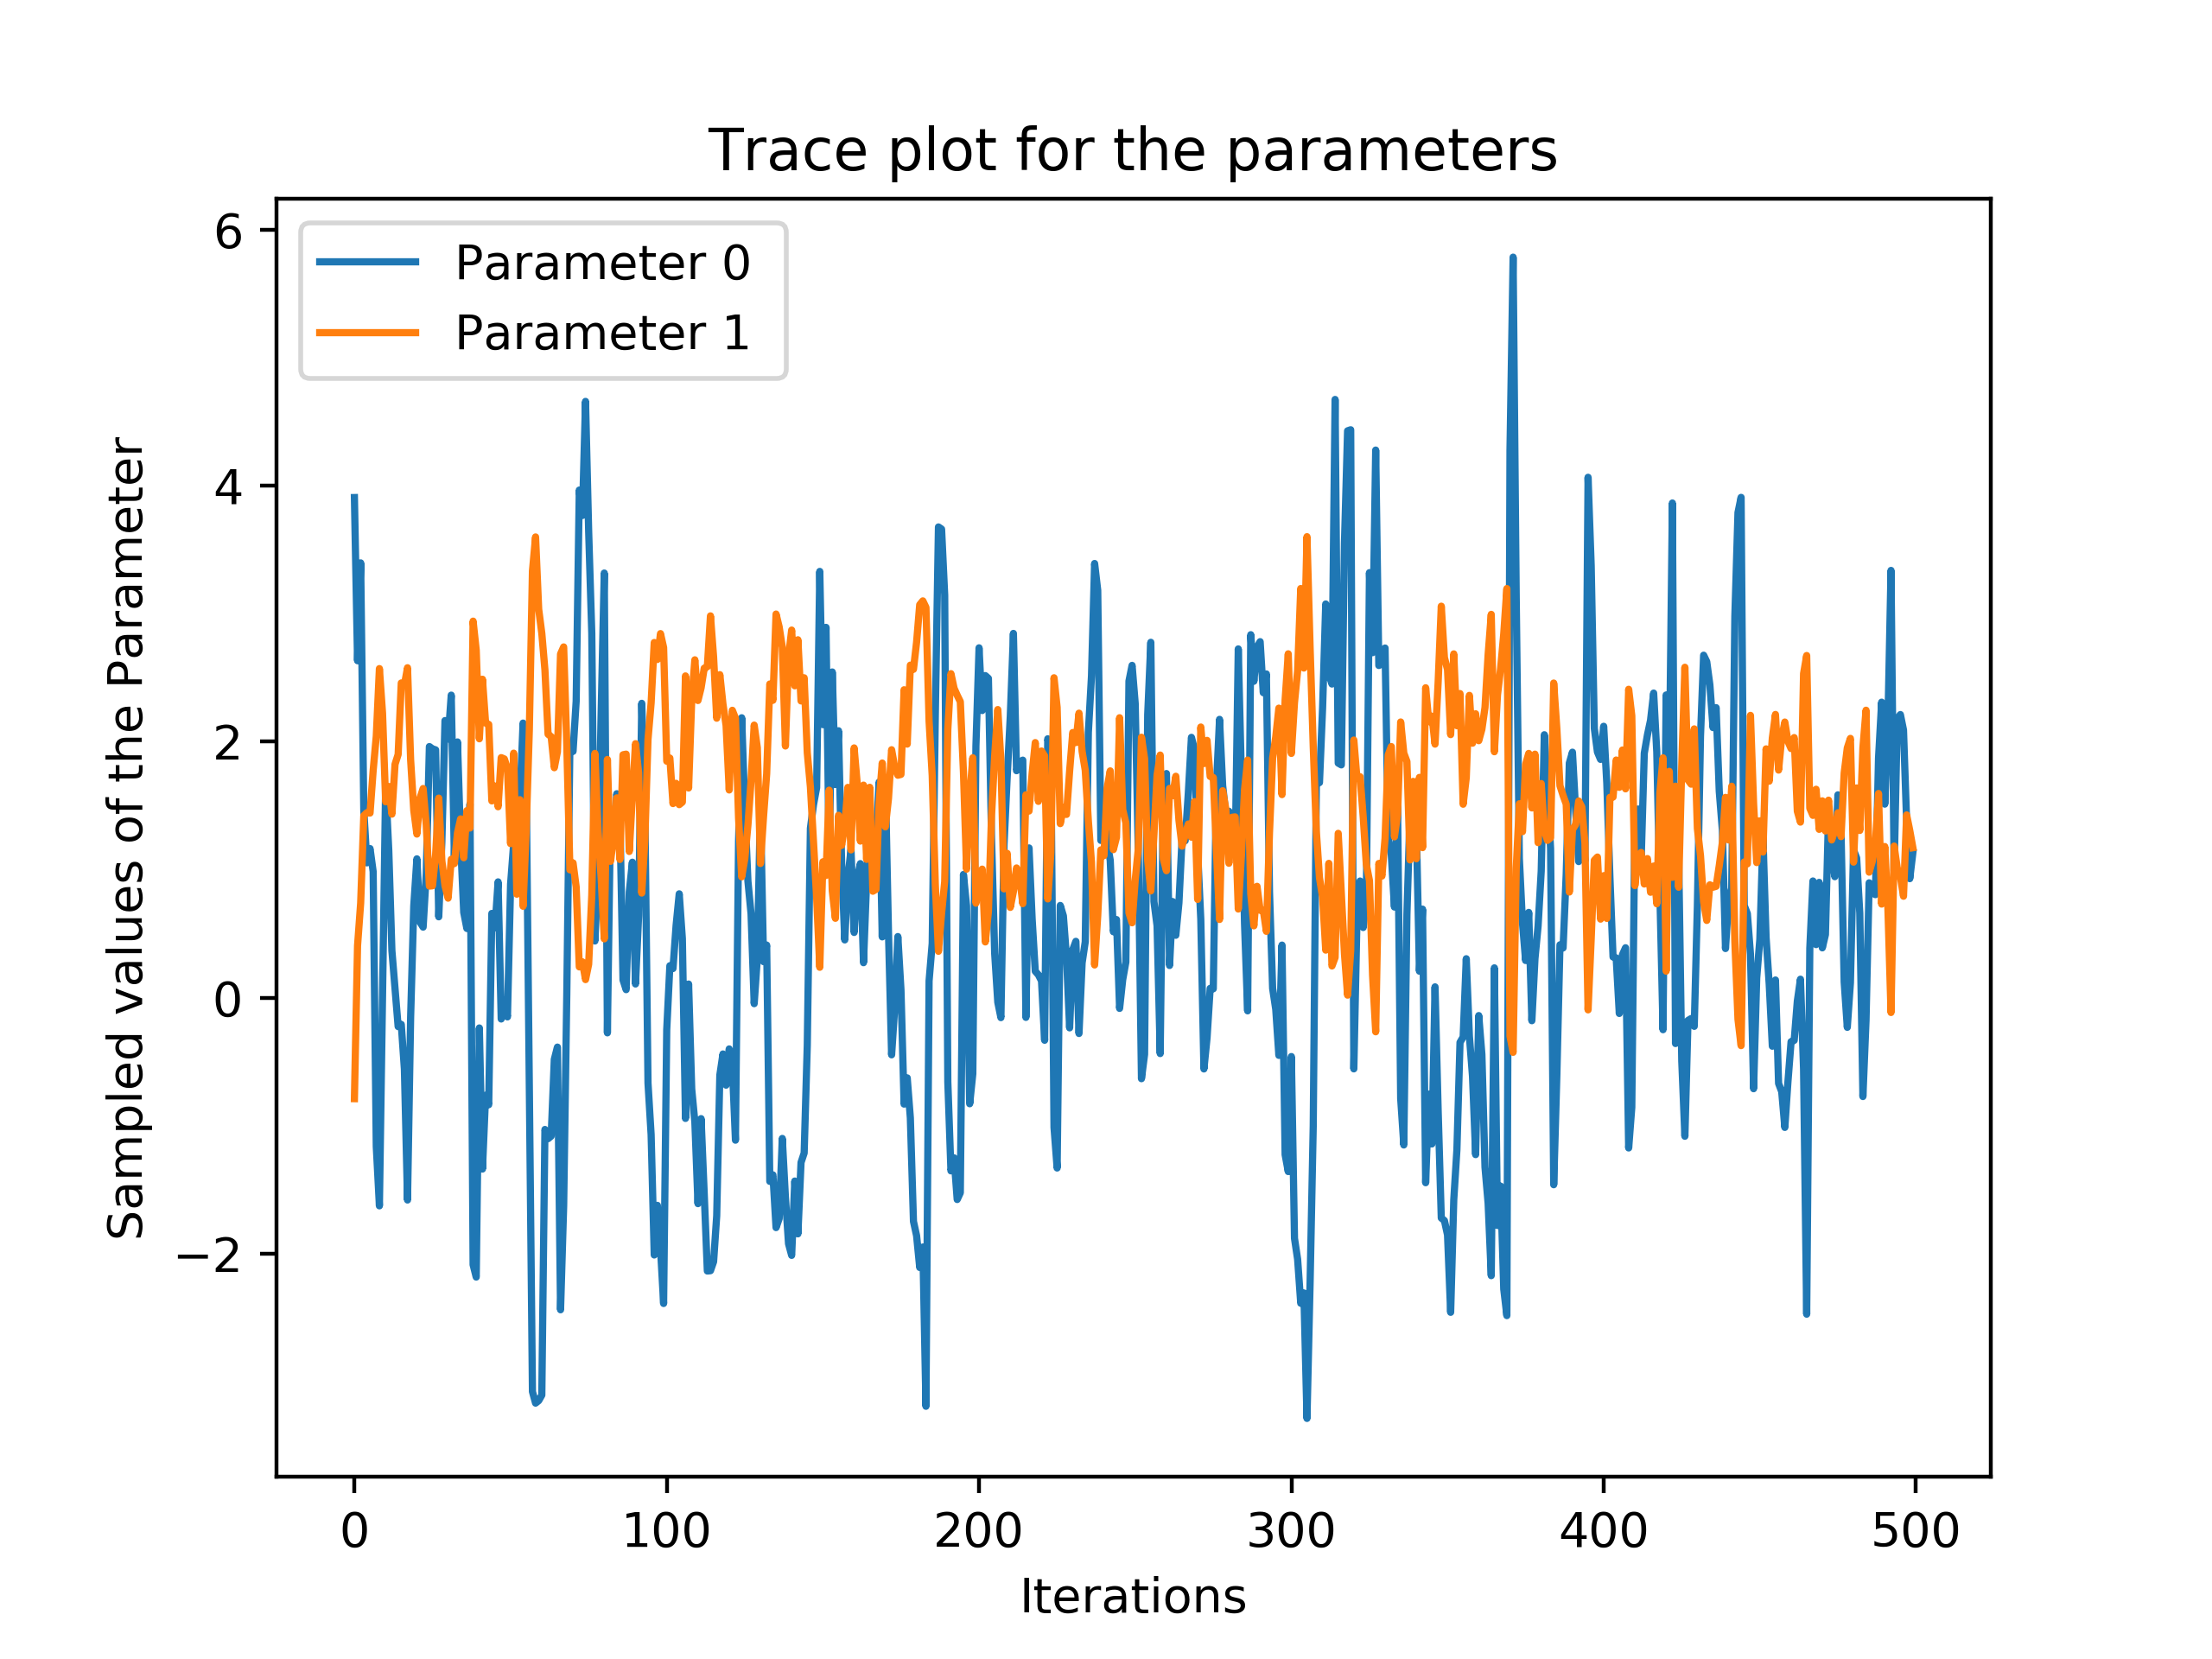 Trace plot for the parameters
Parameter 0
Parameter 1
Sampled values of the Parameter
6
4
2
0
−2
0 100 200 300 400 500
Iterations